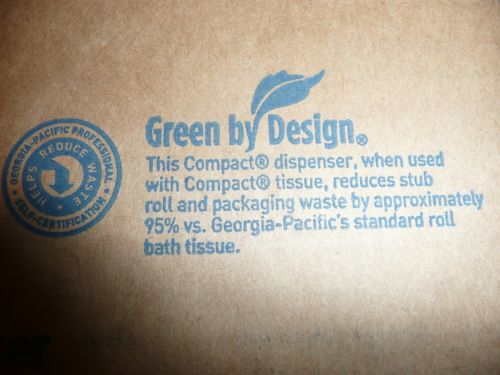 Green by Design®
This Compact® dispenser, when used
with Compact® tissue, reduces stub
roll and packaging waste by approximately
95% vs. Georgia-Pacific's standard roll
bath tissue.
GEORGIA-PACIFIC PROFESSIONAL
SELF-CERTIFICATION
HELPS REDUCE WASTE